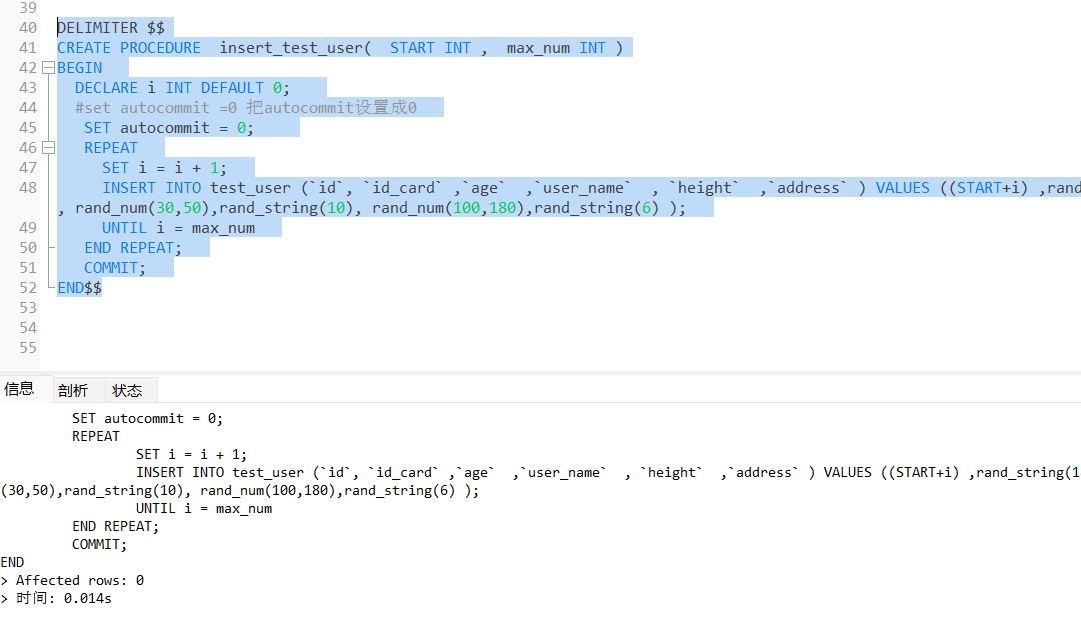 39
40 DELIMITER $$
41 CREATE PROCEDURE  insert_test_user(  START INT ,  max_num INT )
42 BEGIN
43   DECLARE i INT DEFAULT 0;
44   #set autocommit =0 把autocommit设置成0
45    SET autocommit = 0;
46    REPEAT
47      SET i = i + 1;
48      INSERT INTO test_user (`id`, `id_card` ,`age`  ,`user_name`  , `height`  ,`address` ) VALUES ((START+i) ,rand
, rand_num(30,50),rand_string(10), rand_num(100,180),rand_string(6) );
49      UNTIL i = max_num
50    END REPEAT;
51    COMMIT;
52 END$$
53
54
55
信息 剖析 状态
SET autocommit = 0;
REPEAT
SET i = i + 1;
INSERT INTO test_user (`id`, `id_card` ,`age`  ,`user_name`  , `height`  ,`address` ) VALUES ((START+i) ,rand_string(1
(30,50),rand_string(10), rand_num(100,180),rand_string(6) );
UNTIL i = max_num
END REPEAT;
COMMIT;
END
> Affected rows: 0
> 时间: 0.014s